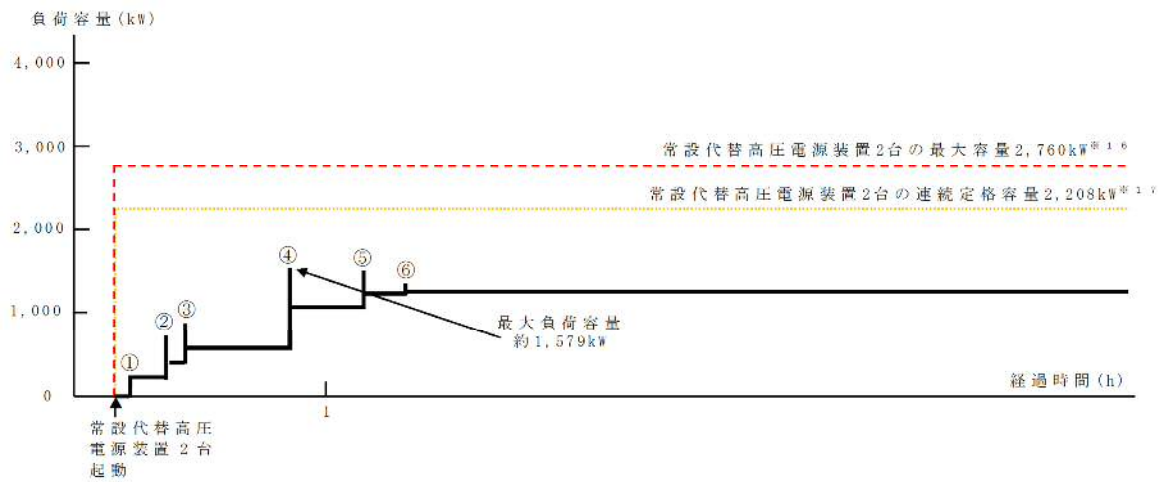 負荷容量(kW)
4,000
3,000
常設代替高圧電源装置2台の最大容量2,760kW※16
常設代替高圧電源装置2台の連続定格容量2,208kW※17
2,000
④
⑤
⑥
1,000
③
②
最大負荷容量
約1,579kW
①
経過時間(h)
0
1
常設代替高圧
電源装置2台
起動